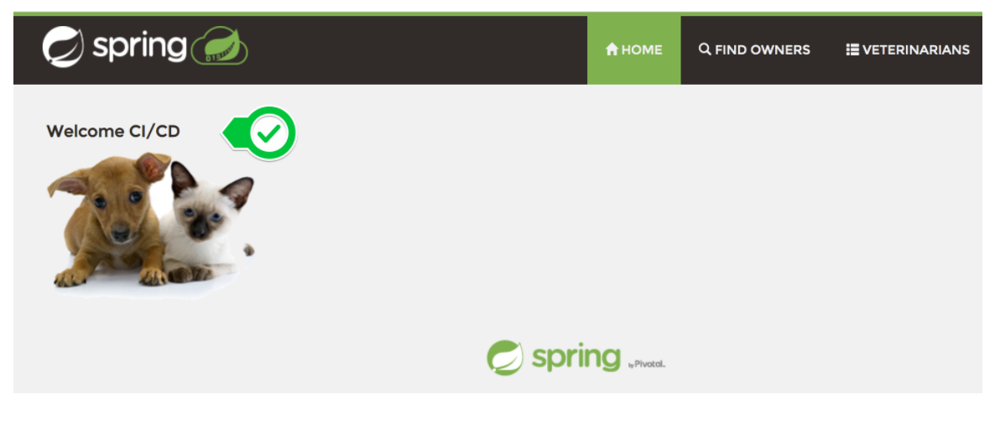 spring
HOME
FIND OWNERS
VETERINARIANS
Welcome CI/CD
spring by Pivotal.